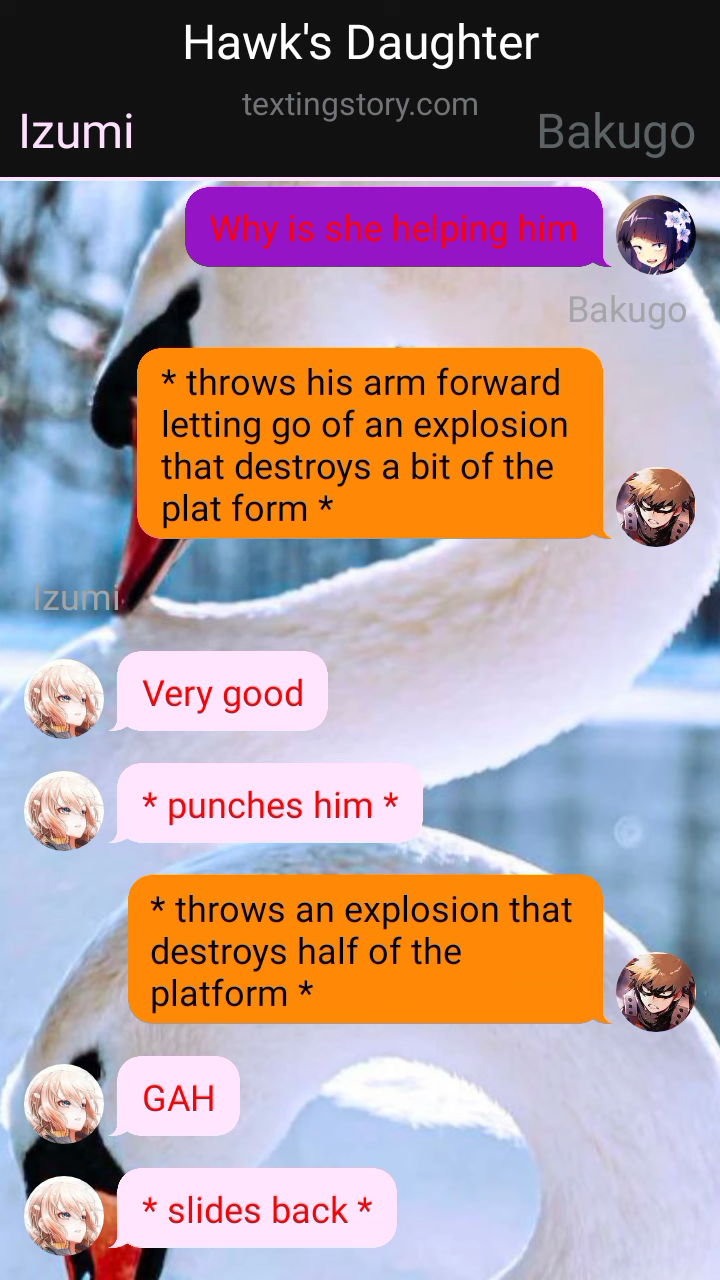 Hawk's Daughter
textingstory.com
Izumi
Bakugo
Why is she helping him
Bakugo
* throws his arm forward
letting go of an explosion
that destroys a bit of the
plat form *
Izumi
Very good
* punches him *
* throws an explosion that
destroys half of the
platform *
GAH
* slides back *